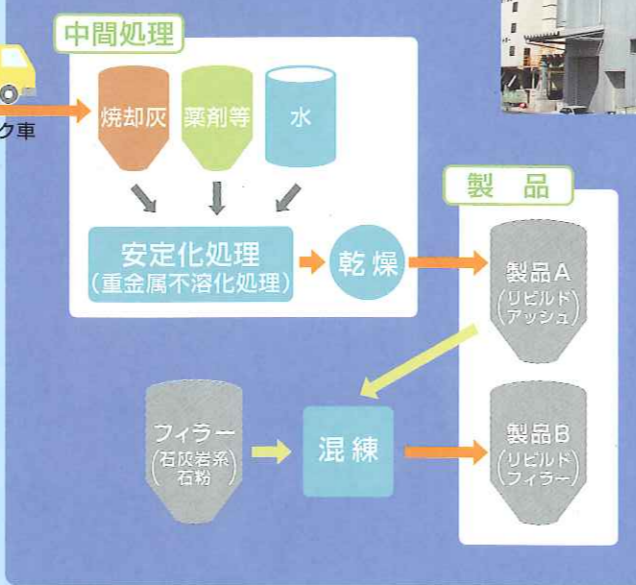 中間処理
焼却灰
薬剤等
水
ク車
安定化処理
(重金属不溶化処理)
乾燥
製品
製品A
(リビルド
アッシュ)
フィラー
(石灰岩系
石粉)
混練
製品B
(リビルド
フィラー)